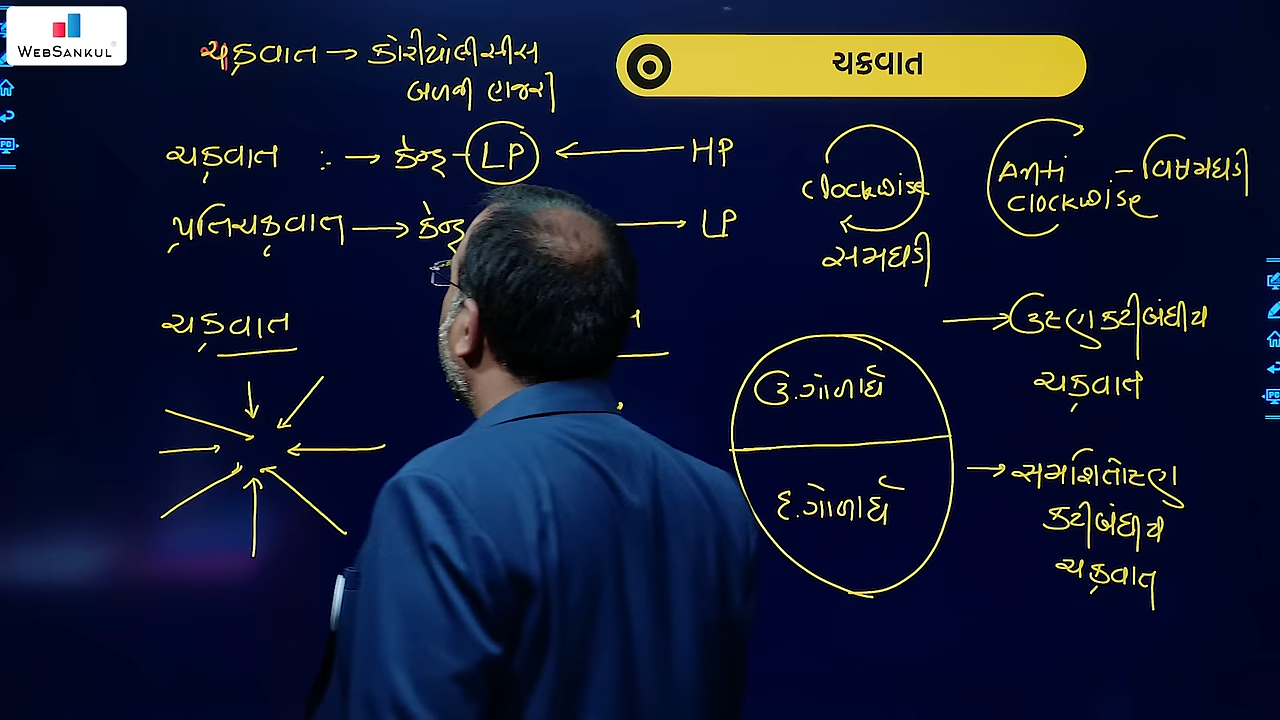 WEBSANKUL
ચક્રવાત
ચક્રવાત → કોરીયોલીસીસ
બળની હાજરી
ચક્રવાત : → કેન્દ્ર - LP ← HP
પ્રતિચક્રવાત → કેન્દ્ર → LP
clockwise
સમઘડી
Anti - વિષમઘડી
clockwise
ચક્રવાત
→ ઉષ્ણકટીબંધીય
ચક્રવાત
ઉ.ગોળાર્ધ
દ.ગોળાર્ધ
→ સમશિતોષ્ણ
કટીબંધીય
ચક્રવાત